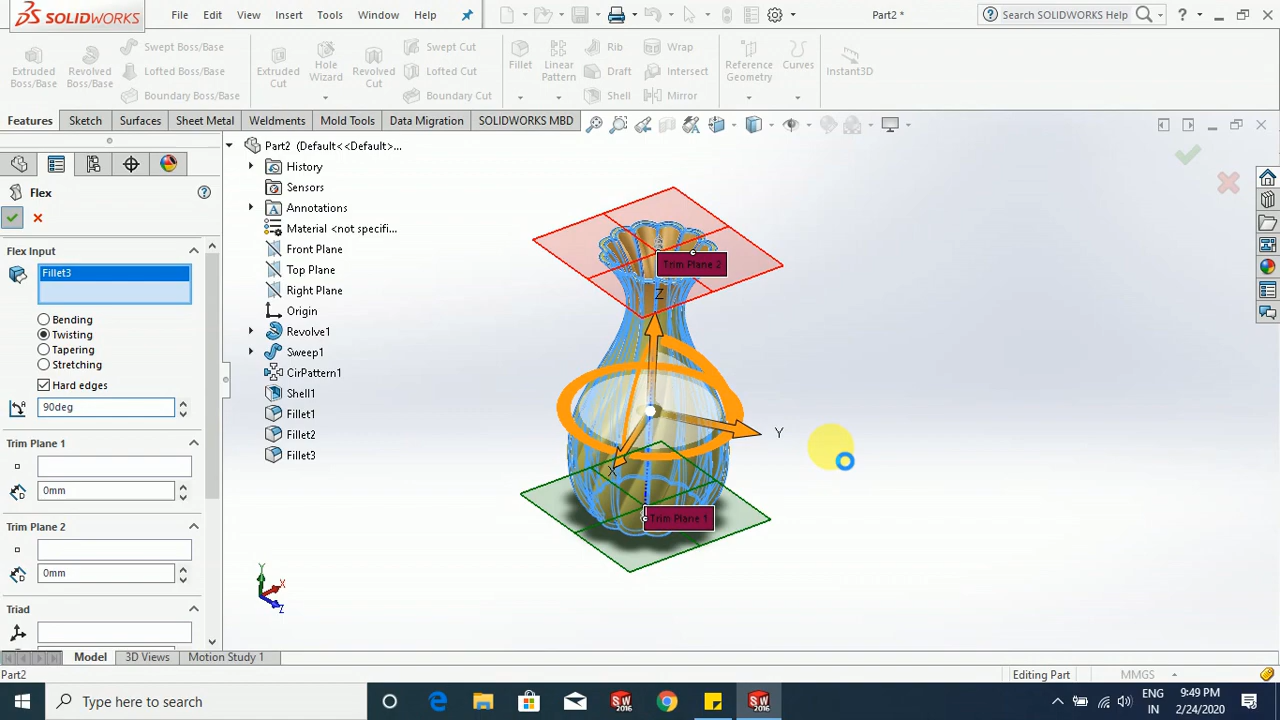 SOLIDWORKS File Edit View Insert Tools Window Help Part2 * Search SOLIDWORKS Help ?
Extruded Boss/Base
Revolved Boss/Base
Swept Boss/Base
Lofted Boss/Base
Boundary Boss/Base
Extruded Cut
Hole Wizard
Revolved Cut
Swept Cut
Lofted Cut
Boundary Cut
Fillet
Linear Pattern
Rib
Draft
Shell
Wrap
Intersect
Mirror
Reference Geometry
Curves
Instant3D
Features Sketch Surfaces Sheet Metal Weldments Mold Tools Data Migration SOLIDWORKS MBD
Flex
?
Flex Input
Fillet3
Bending
Twisting
Tapering
Stretching
Hard edges
90deg
Trim Plane 1
0mm
Trim Plane 2
0mm
Triad
Part2 (Default<<Default>...
History
Sensors
Annotations
Material <not specifi...
Front Plane
Top Plane
Right Plane
Origin
Revolve1
Sweep1
CirPattern1
Shell1
Fillet1
Fillet2
Fillet3
Trim Plane 2
Z
Y
X
Trim Plane 1
Y
X
Z
Model 3D Views Motion Study 1
Part2 Editing Part MMGS
Type here to search
SW 2016
SW 2016
ENG
IN
9:49 PM
2/24/2020